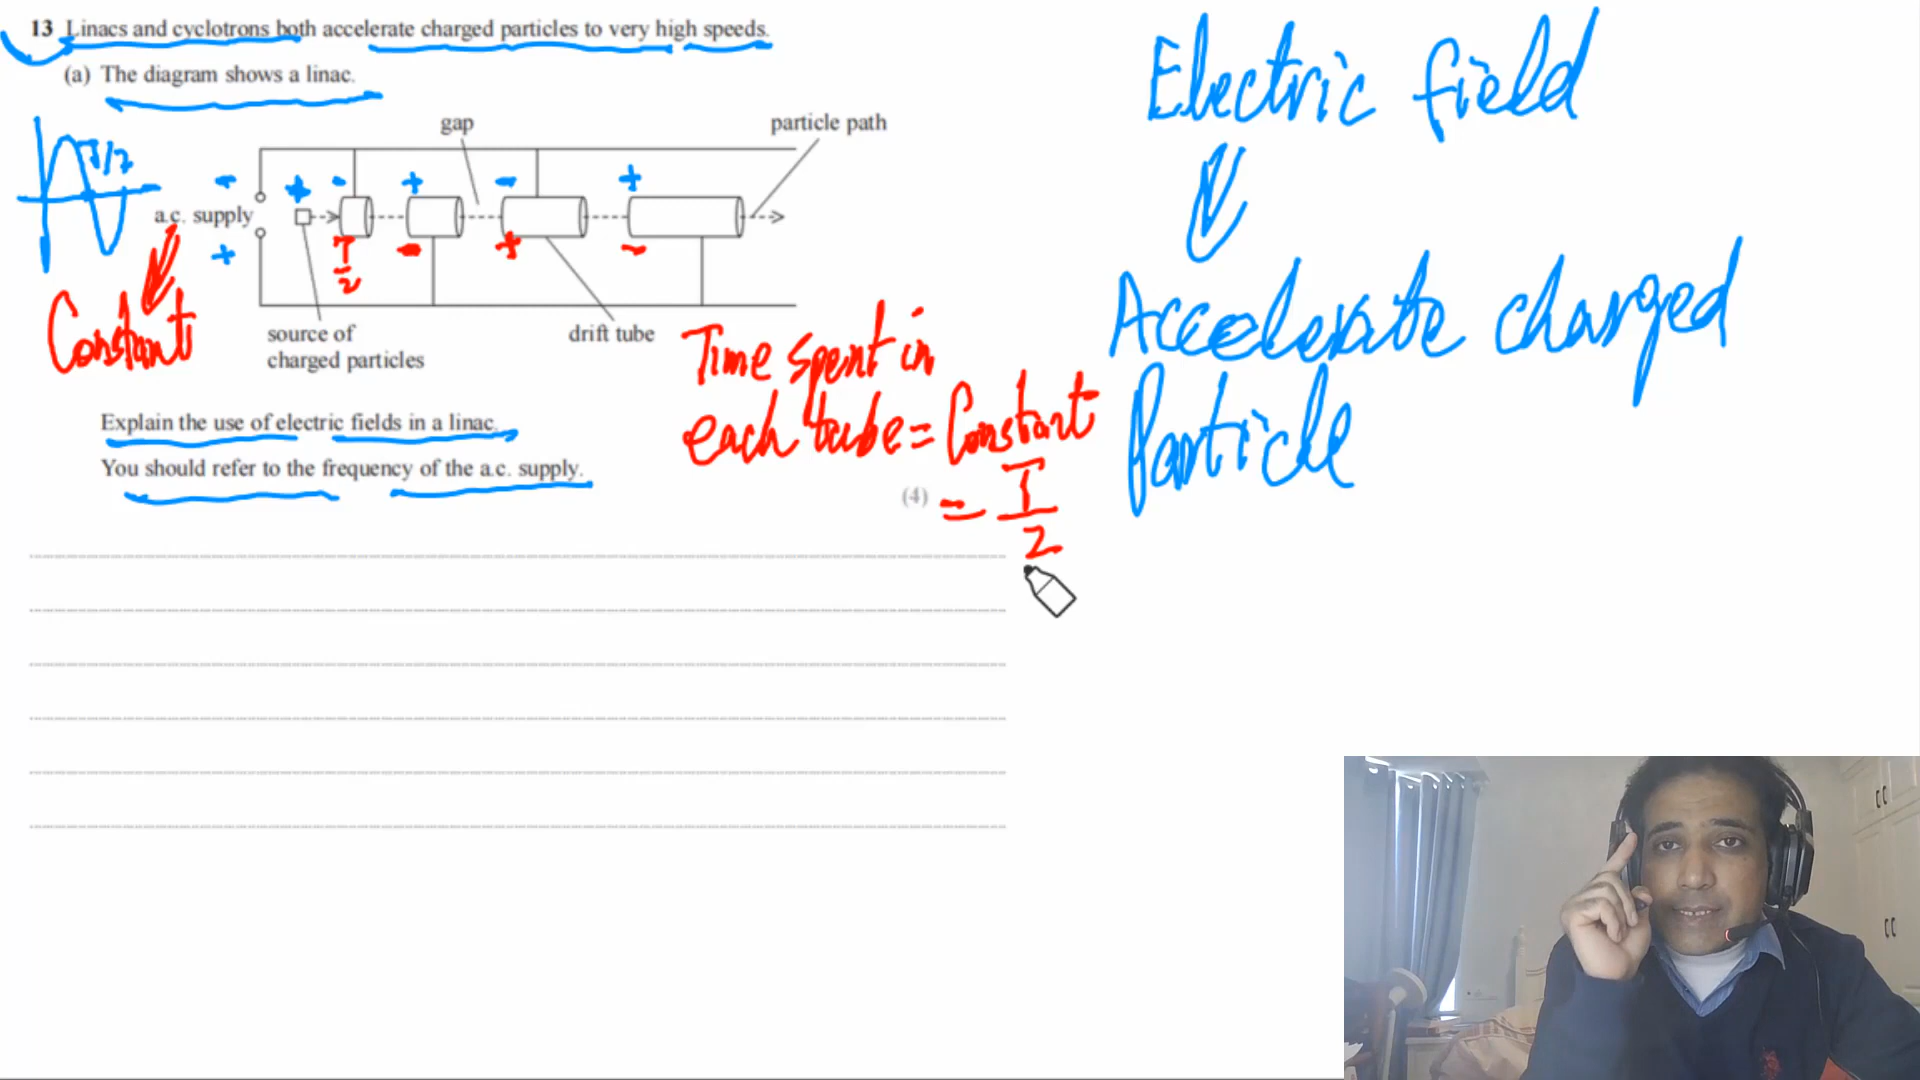 13 Linacs and cyclotrons both accelerate charged particles to very high speeds.
(a) The diagram shows a linac.
gap
particle path
a.c. supply
source of
charged particles
drift tube
Explain the use of electric fields in a linac.
You should refer to the frequency of the a.c. supply.
(4)
T/2
- + - + - +
+ T/2 - + -
Constant
Time spent in
each tube = Constant
= T/2
Electric field
Accelerate charged
Particle